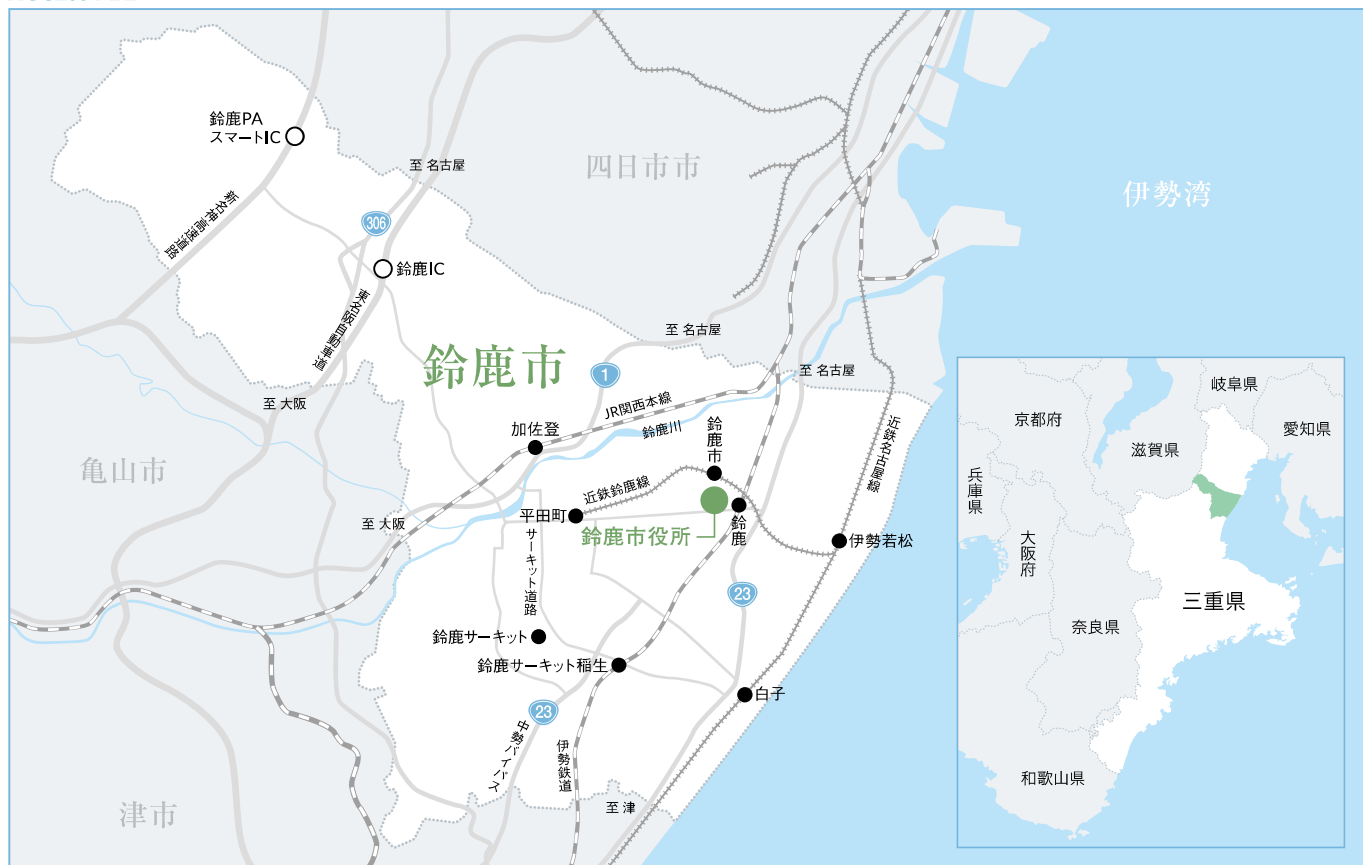 鈴鹿PA
スマートIC
至 名古屋
四日市市
伊勢湾
新名神高速道路
306
鈴鹿IC
東名阪自動車道
至 名古屋
鈴鹿市
1
至 名古屋
至 大阪
JR関西本線
鈴鹿川
加佐登
鈴鹿市
近鉄名古屋線
亀山市
近鉄鈴鹿線
至 大阪
平田町
鈴鹿
鈴鹿市役所
サーキット道路
伊勢若松
23
鈴鹿サーキット
鈴鹿サーキット稲生
白子
23
中勢バイパス
伊勢鉄道
至 津
津市
岐阜県
京都府
滋賀県
愛知県
兵庫県
大阪府
三重県
奈良県
和歌山県